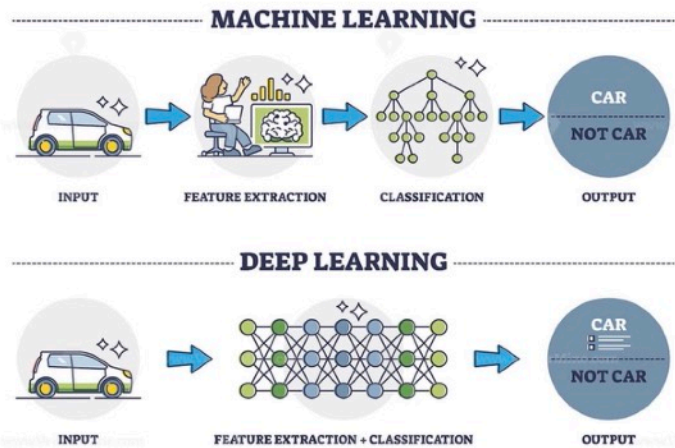 MACHINE LEARNING
CAR
NOT CAR
INPUT
FEATURE EXTRACTION
CLASSIFICATION
OUTPUT
DEEP LEARNING
CAR
NOT CAR
INPUT
FEATURE EXTRACTION + CLASSIFICATION
OUTPUT